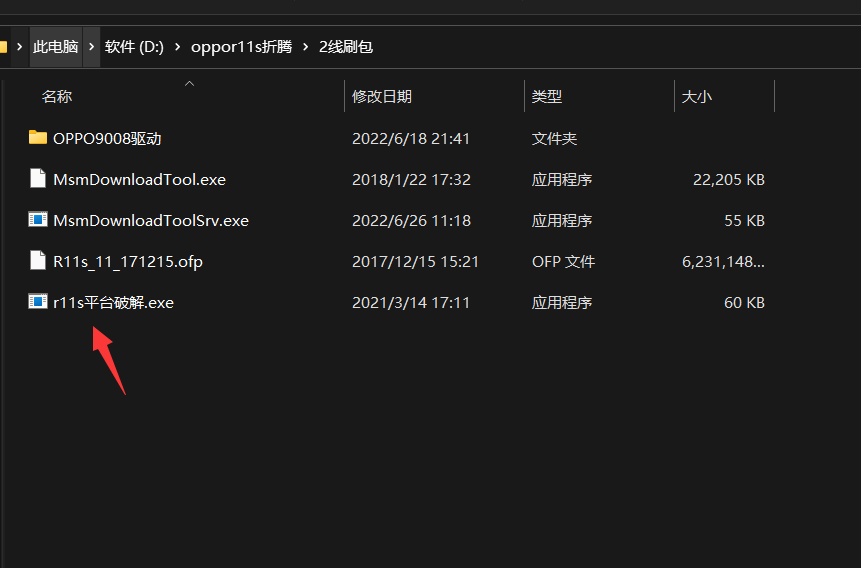 此电脑 › 软件 (D:) › oppor11s折腾 › 2线刷包
名称 修改日期 类型 大小
OPPO9008驱动 2022/6/18 21:41 文件夹
MsmDownloadTool.exe 2018/1/22 17:32 应用程序 22,205 KB
MsmDownloadToolSrv.exe 2022/6/26 11:18 应用程序 55 KB
R11s_11_171215.ofp 2017/12/15 15:21 OFP 文件 6,231,148...
r11s平台破解.exe 2021/3/14 17:11 应用程序 60 KB